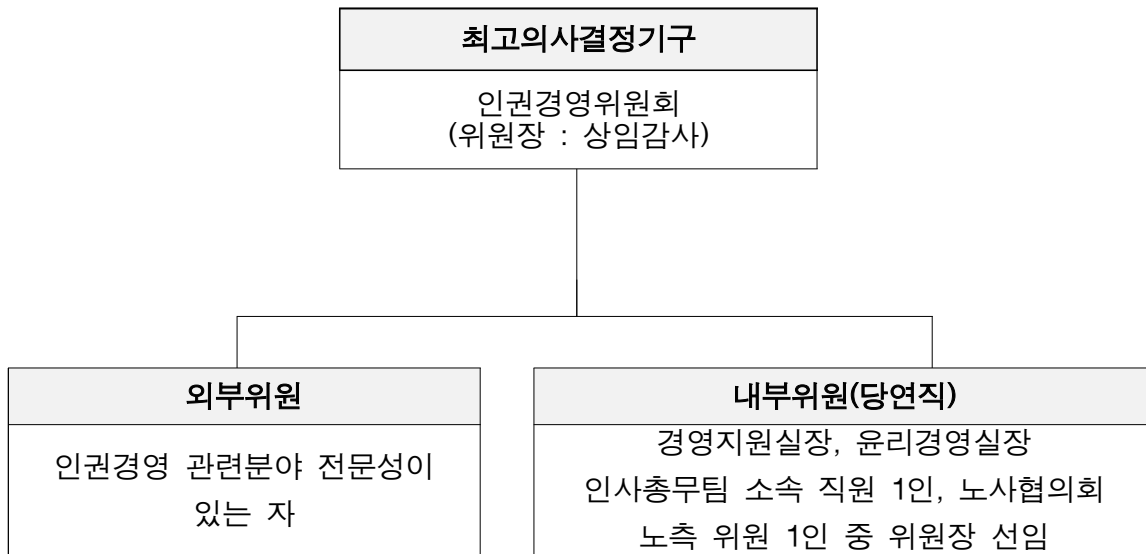 최고의사결정기구
인권경영위원회
(위원장 : 상임감사)
외부위원
인권경영 관련분야 전문성이
있는 자
내부위원(당연직)
경영지원실장, 윤리경영실장
인사총무팀 소속 직원 1인, 노사협의회
노측 위원 1인 중 위원장 선임